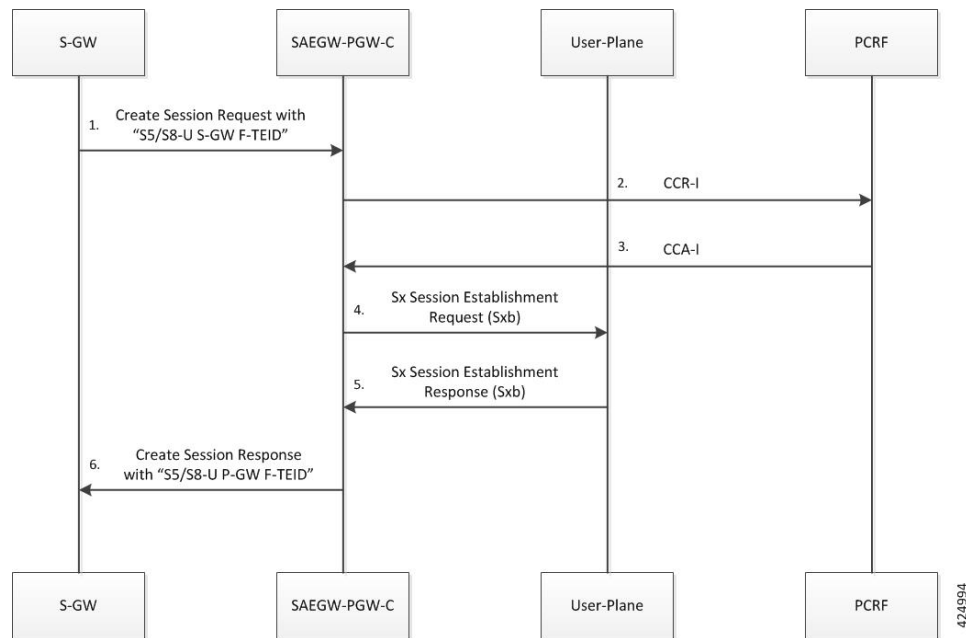 S-GW
SAEGW-PGW-C
User-Plane
PCRF
1.
Create Session Request with
“S5/S8-U S-GW F-TEID”
2.
CCR-I
3.
CCA-I
4.
Sx Session Establishment
Request (Sxb)
5.
Sx Session Establishment
Response (Sxb)
6.
Create Session Response
with “S5/S8-U P-GW F-TEID”
S-GW
SAEGW-PGW-C
User-Plane
PCRF
424994